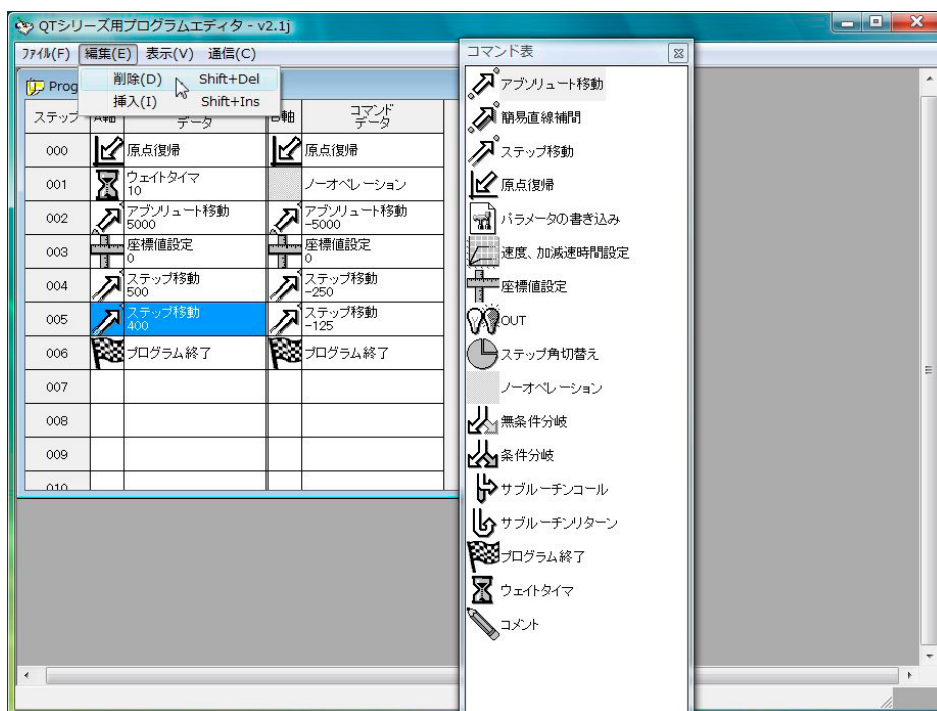 QTシリーズ用プログラムエディタ - v2.1j
ﾌｧｲﾙ(F) 編集(E) 表示(V) 通信(C)
削除(D) Shift+Del
挿入(I) Shift+Ins
Prog
ステップ A軸 データ B軸 コマンド
データ
000 原点復帰 原点復帰
001 ウェイトタイマ ノーオペレーション
10
002 アブソリュート移動 アブソリュート移動
5000 -5000
003 座標値設定 座標値設定
0 0
004 ステップ移動 ステップ移動
500 -250
005 ステップ移動 ステップ移動
400 -125
006 プログラム終了 プログラム終了
007
008
009
010
コマンド表
アブソリュート移動
簡易直線補間
ステップ移動
原点復帰
パラメータの書き込み
速度、加減速時間設定
座標値設定
OUT
ステップ角切替え
ノーオペレーション
無条件分岐
条件分岐
サブルーチンコール
サブルーチンリターン
プログラム終了
ウェイトタイマ
コメント